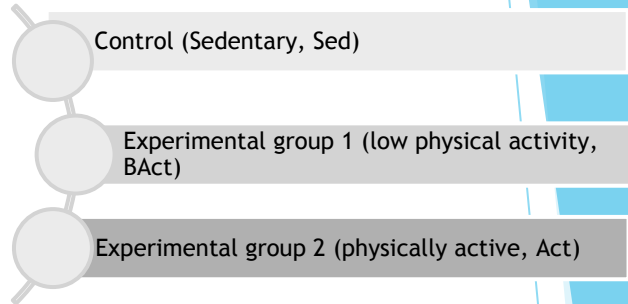 Control (Sedentary, Sed)
Experimental group 1 (low physical activity,
BAct)
Experimental group 2 (physically active, Act)